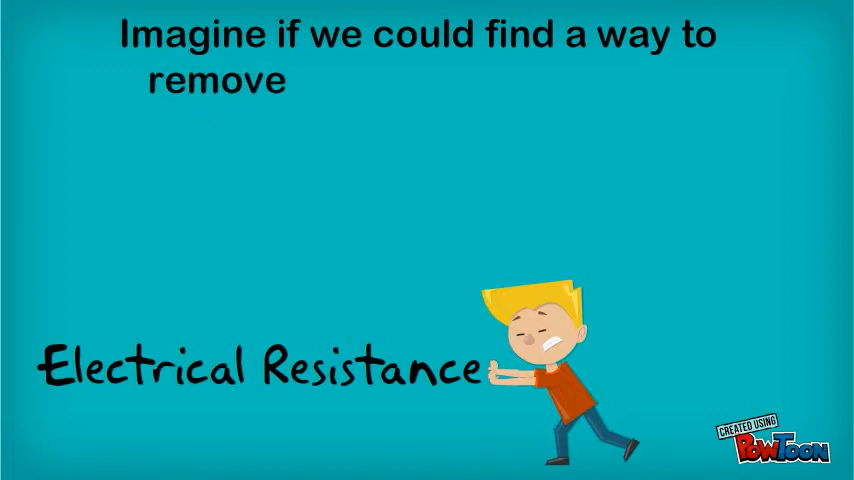 Imagine if we could find a way to
remove
Electrical Resistance
CREATED USING
POWTOON